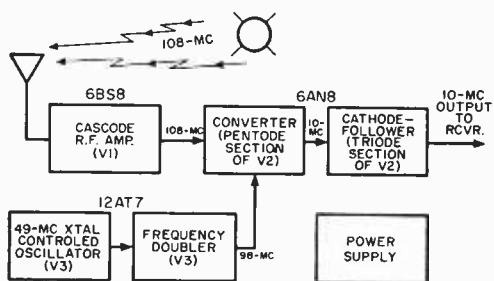 108-MC
6BS8
6AN8
10-MC
OUTPUT
TO
RCVR.
CASCODE
R.F. AMP.
(V1)
108-MC
CONVERTER
(PENTODE
SECTION
OF V2)
10-
MC
CATHODE-
FOLLOWER
(TRIODE
SECTION
OF V2)
12AT7
49-MC XTAL
CONTROLED
OSCILLATOR
(V3)
FREQUENCY
DOUBLER
(V3)
98-MC
POWER
SUPPLY